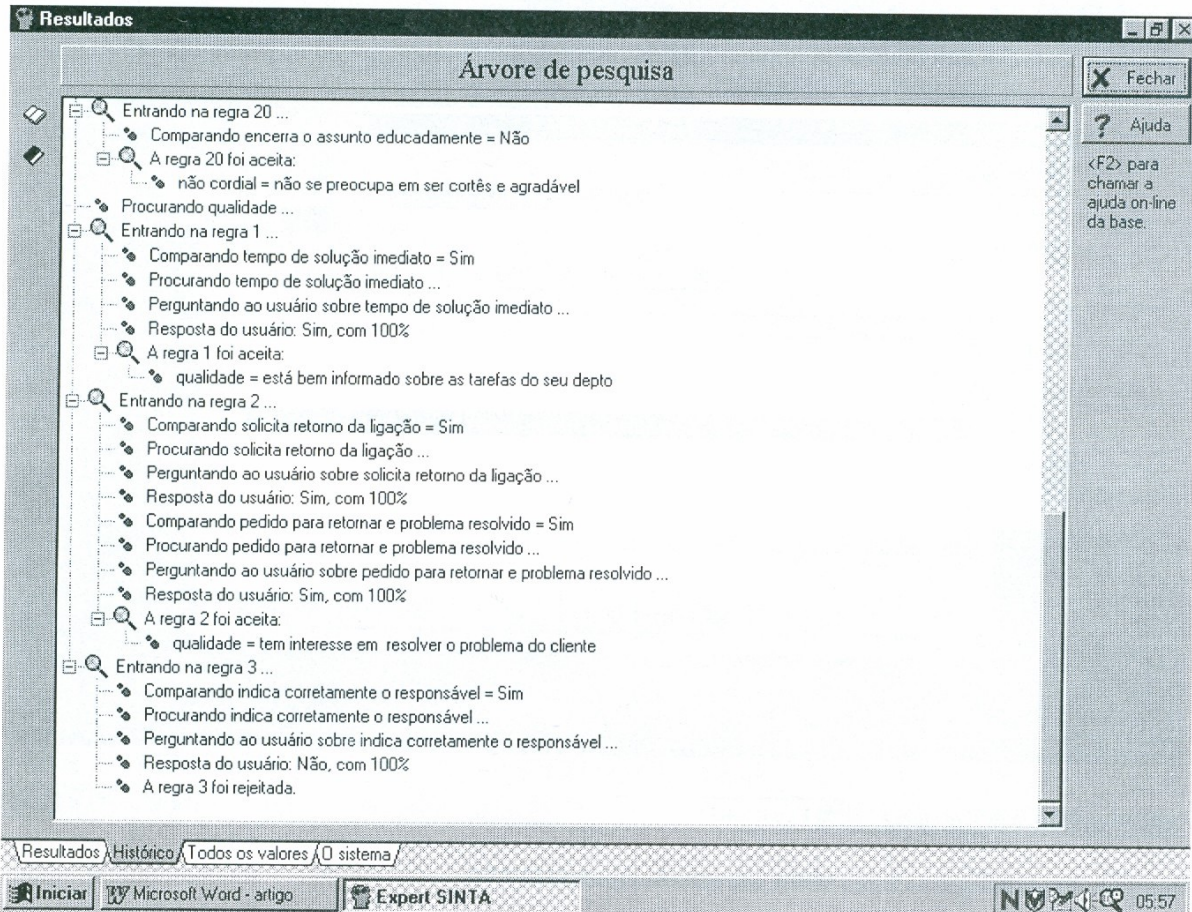 Resultados
Árvore de pesquisa
Fechar
? Ajuda
<F2> para
chamar a
ajuda on-line
da base.
Entrando na regra 20 ...
Comparando encerra o assunto educadamente = Não
A regra 20 foi aceita:
não cordial = não se preocupa em ser cortês e agradável
Procurando qualidade ...
Entrando na regra 1 ...
Comparando tempo de solução imediato = Sim
Procurando tempo de solução imediato ...
Perguntando ao usuário sobre tempo de solução imediato ...
Resposta do usuário: Sim, com 100%
A regra 1 foi aceita:
qualidade = está bem informado sobre as tarefas do seu depto
Entrando na regra 2 ...
Comparando solicita retorno da ligação = Sim
Procurando solicita retorno da ligação ...
Perguntando ao usuário sobre solicita retorno da ligação ...
Resposta do usuário: Sim, com 100%
Comparando pedido para retornar e problema resolvido = Sim
Procurando pedido para retornar e problema resolvido ...
Perguntando ao usuário sobre pedido para retornar e problema resolvido ...
Resposta do usuário: Sim, com 100%
A regra 2 foi aceita:
qualidade = tem interesse em resolver o problema do cliente
Entrando na regra 3 ...
Comparando indica corretamente o responsável = Sim
Procurando indica corretamente o responsável ...
Perguntando ao usuário sobre indica corretamente o responsável ...
Resposta do usuário: Não, com 100%
A regra 3 foi rejeitada.
Resultados Histórico Todos os valores O sistema
Iniciar Microsoft Word - artigo Expert SINTA N 05:57